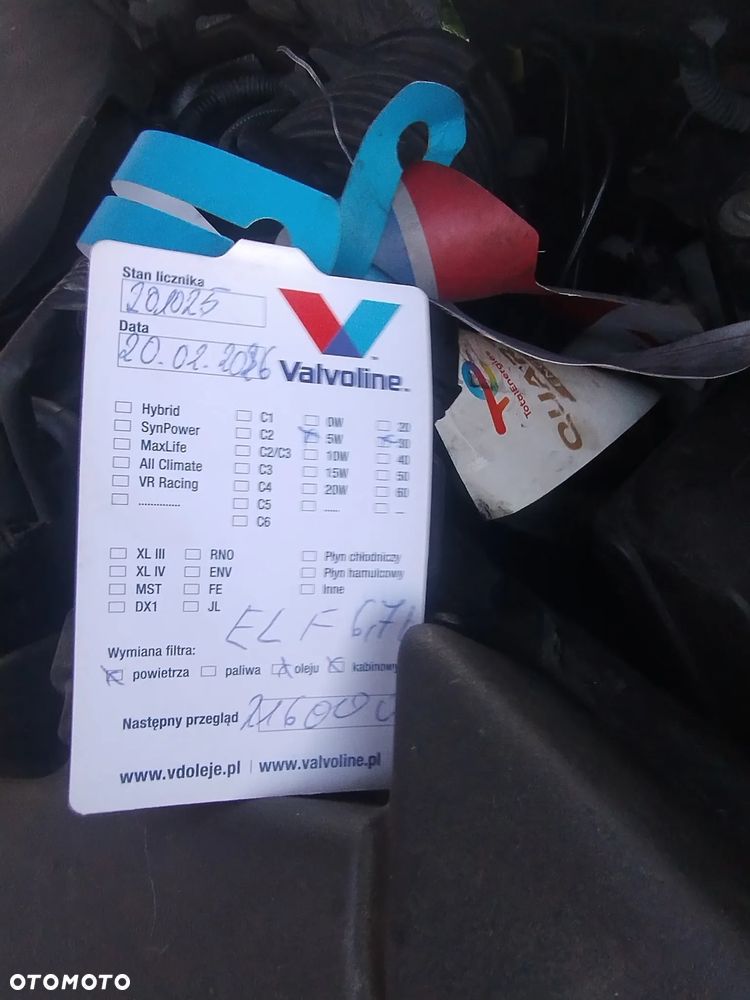 Stan licznika
201025
Data
20.02.2026
Valvoline.
Hybrid
SynPower
MaxLife
All Climate
VR Racing
..............
C1
C2
C2/C3
C3
C4
C5
C6
0W
5W
10W
15W
20W
......
20
30
40
50
60
XL III
XL IV
MST
DX1
RNO
ENV
FE
JL
Płyn chłodniczy
Płyn hamulcowy
Inne
ELF 6,7L
Wymiana filtra:
powietrza paliwa oleju kabinowy
Następny przegląd 216000
www.vdoleje.pl | www.valvoline.pl
TotalEnergies
OTOMOTO